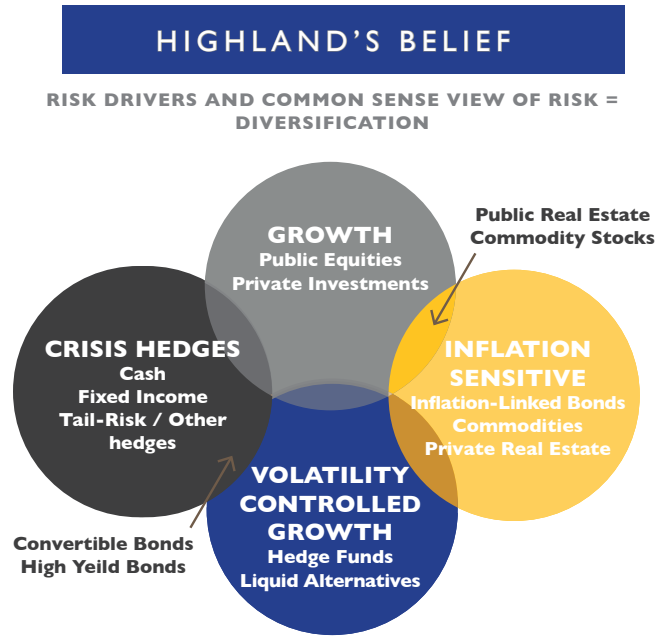 HIGHLAND'S BELIEF
RISK DRIVERS AND COMMON SENSE VIEW OF RISK =
DIVERSIFICATION
Public Real Estate
Commodity Stocks
GROWTH
Public Equities
Private Investments
CRISIS HEDGES
Cash
Fixed Income
Tail-Risk / Other
hedges
INFLATION
SENSITIVE
Inflation-Linked Bonds
Commodities
Private Real Estate
VOLATILITY
CONTROLLED
GROWTH
Hedge Funds
Liquid Alternatives
Convertible Bonds
High Yeild Bonds